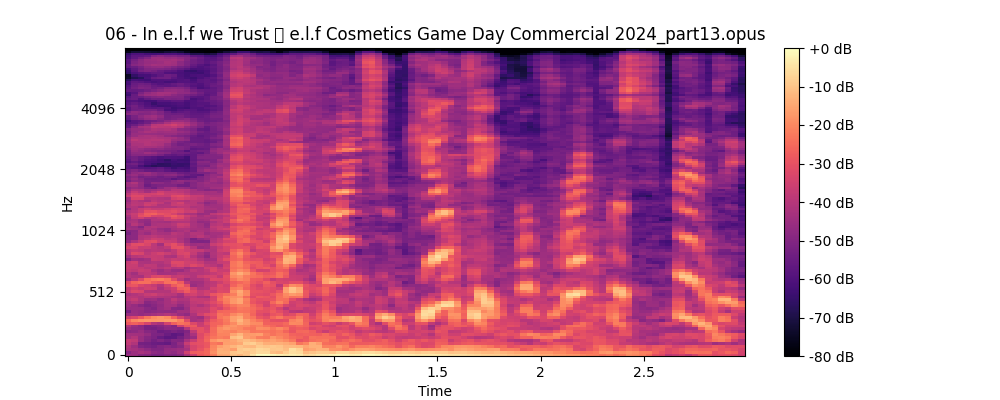 06 - In e.l.f we Trust ▯ e.l.f Cosmetics Game Day Commercial 2024_part13.opus
Hz
4096
2048
1024
512
0
0
0.5
1
1.5
2
2.5
Time
+0 dB
-10 dB
-20 dB
-30 dB
-40 dB
-50 dB
-60 dB
-70 dB
-80 dB